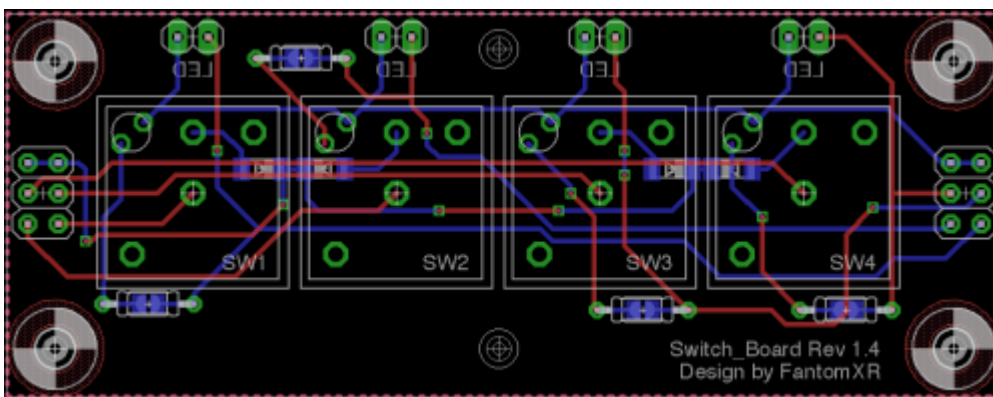 LED LED LED LED
SW1 SW2 SW3 SW4
Switch_Board Rev 1.4
Design by FantomXR